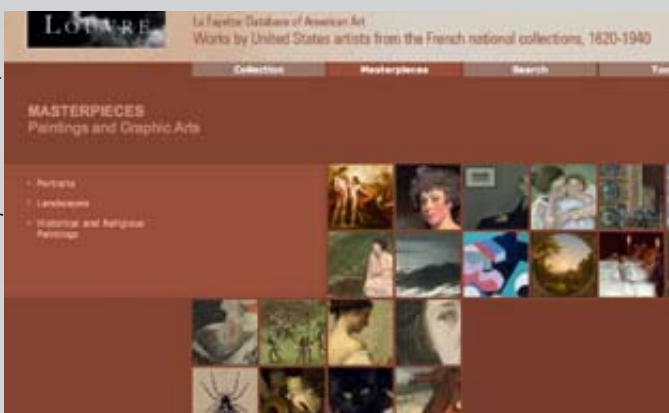 LOUVRE
La Fayette Database of American Art
Works by United States artists from the French national collections, 1620-1940
Collection Masterpieces Search
MASTERPIECES
Paintings and Graphic Arts
Portraits
Landscapes
Historical and Religious
Paintings